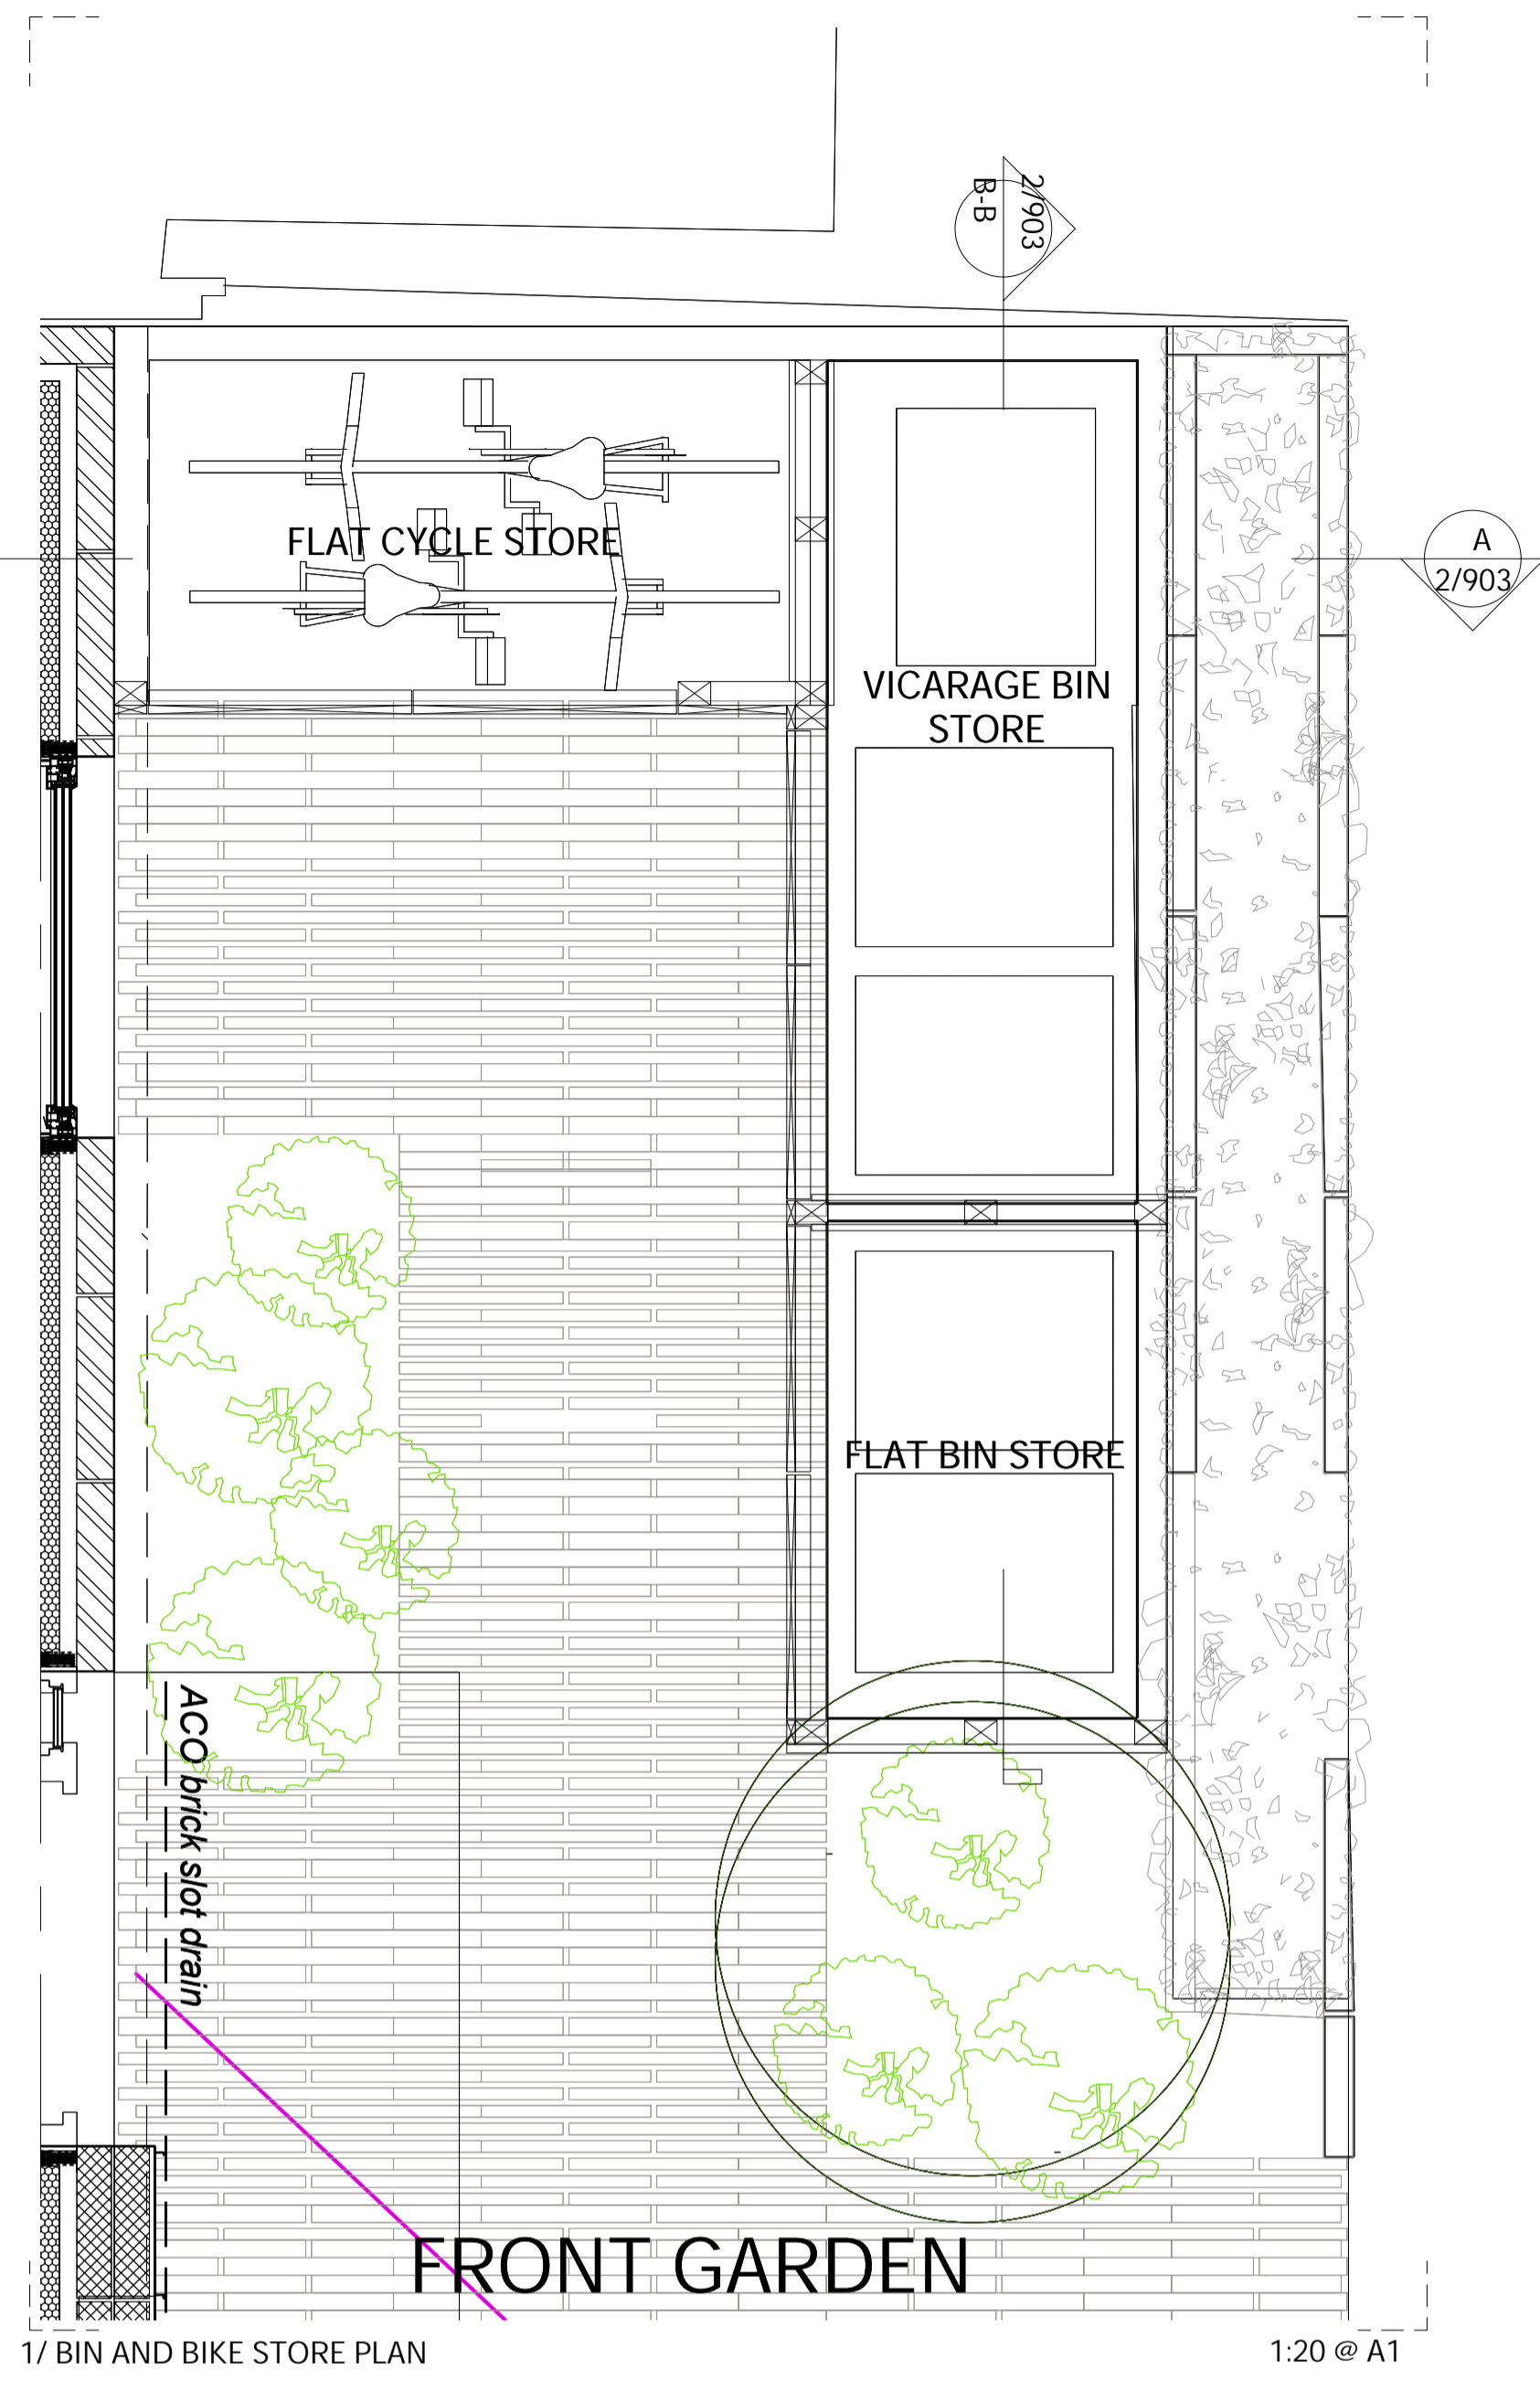 B-B
2/903
FLAT CYCLE STORE
A
2/903
VICARAGE BIN
STORE
FLAT BIN STORE
ACO brick slot drain
FRONT GARDEN
1/ BIN AND BIKE STORE PLAN
1:20 @ A1